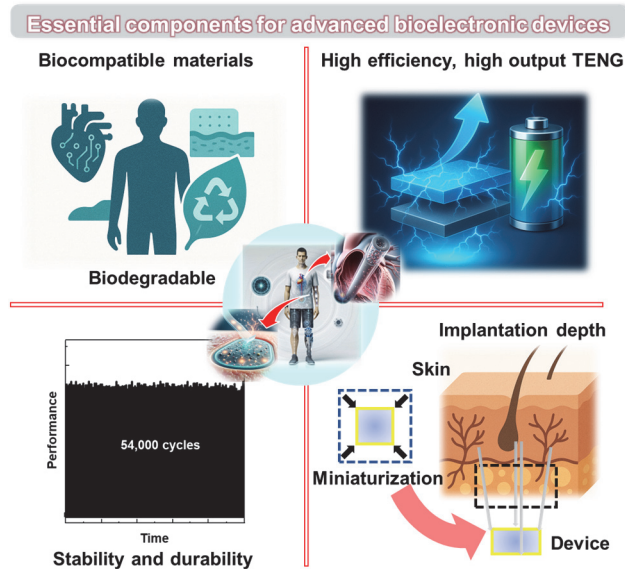 Essential components for advanced bioelectronic devices
Biocompatible materials
High efficiency, high output TENG
Biodegradable
Performance
54,000 cycles
Time
Stability and durability
Implantation depth
Skin
Miniaturization
Device